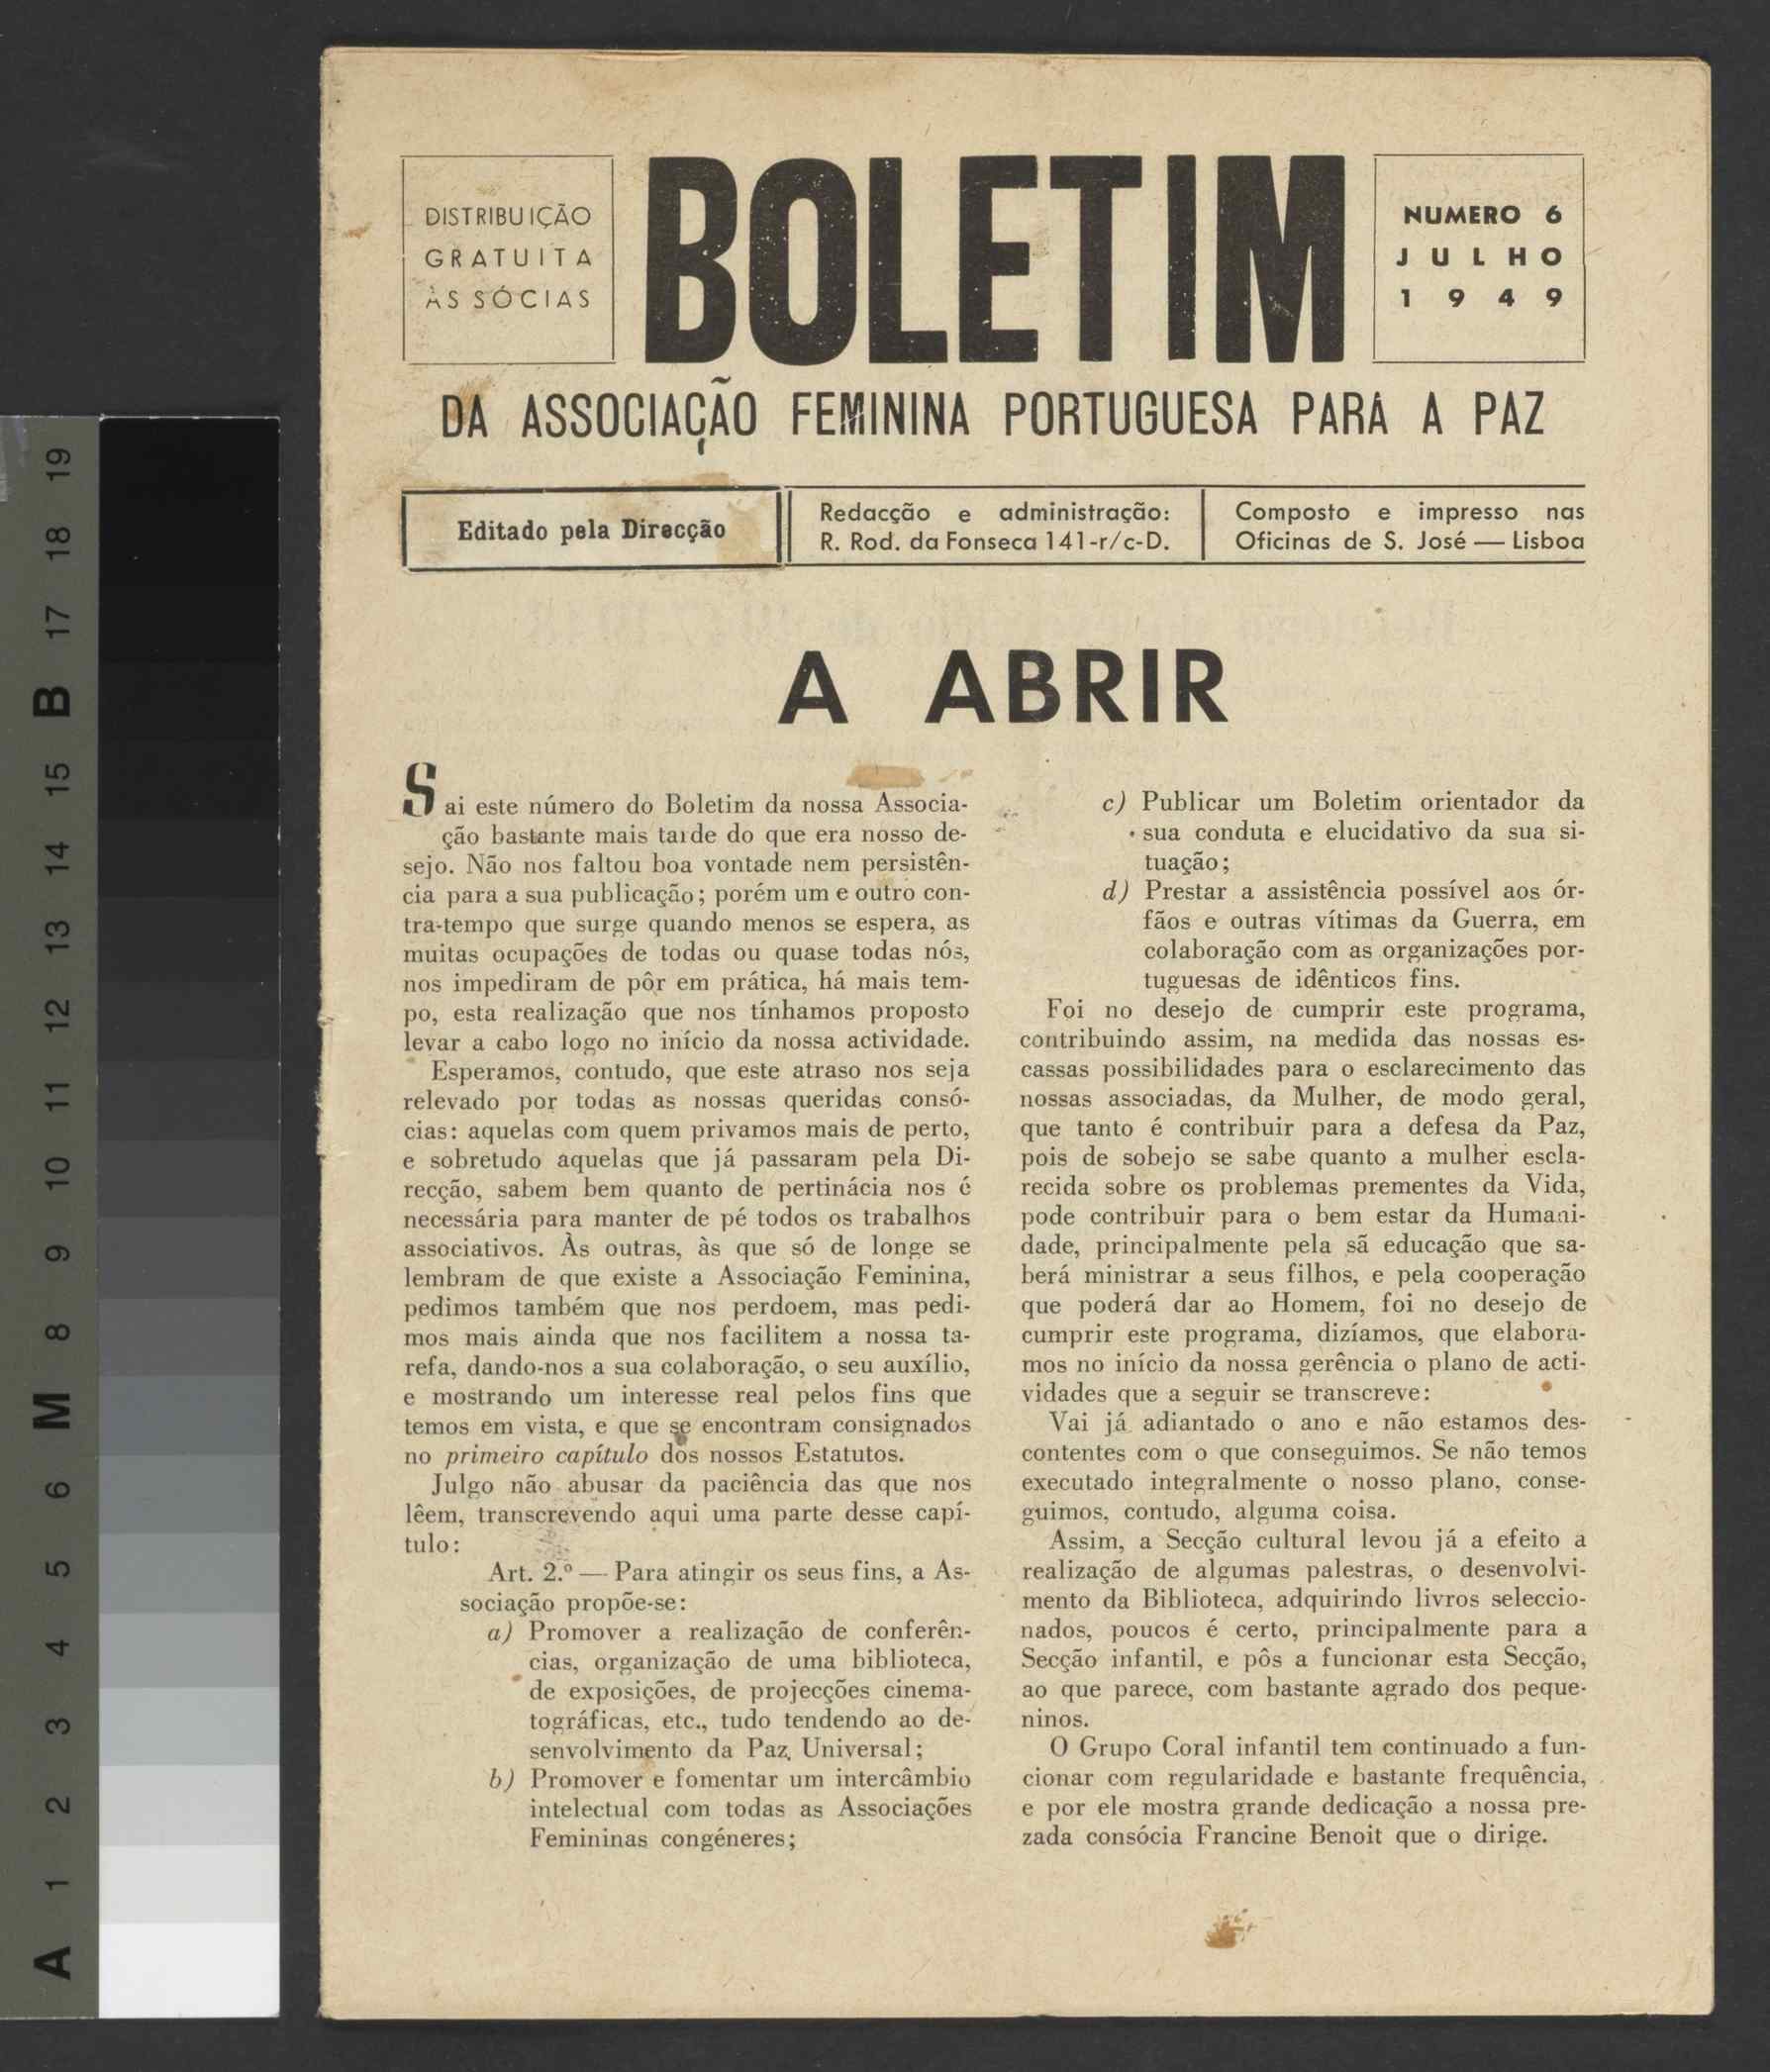 DISTRIBUIÇÃO
GRATUITA
ÀS SÓCIAS
BOLETIM
NUMERO 6
JULHO
1949
DA ASSOCIAÇÃO FEMININA PORTUGUESA PARA A PAZ
Editado pela Direcção
Redacção e administração:
R. Rod. da Fonseca 141-r/c-D.
Composto e impresso nas
Oficinas de S. José — Lisboa
A ABRIR
Sai este número do Boletim da nossa Associa-
ção bastante mais tarde do que era nosso de-
sejo. Não nos faltou boa vontade nem persistên-
cia para a sua publicação; porém um e outro con-
tra-tempo que surge quando menos se espera, as
muitas ocupações de todas ou quase todas nós,
nos impediram de pôr em prática, há mais tem-
po, esta realização que nos tínhamos proposto
levar a cabo logo no início da nossa actividade.
Esperamos, contudo, que este atraso nos seja
relevado por todas as nossas queridas consó-
cias: aquelas com quem privamos mais de perto,
e sobretudo aquelas que já passaram pela Di-
recção, sabem bem quanto de pertinácia nos é
necessária para manter de pé todos os trabalhos
associativos. Às outras, às que só de longe se
lembram de que existe a Associação Feminina,
pedimos também que nos perdoem, mas pedi-
mos mais ainda que nos facilitem a nossa ta-
refa, dando-nos a sua colaboração, o seu auxílio,
e mostrando um interesse real pelos fins que
temos em vista, e que se encontram consignados
no primeiro capítulo dos nossos Estatutos.
Julgo não abusar da paciência das que nos
lêem, transcrevendo aqui uma parte desse capí-
tulo:
Art. 2.º — Para atingir os seus fins, a As-
sociação propõe-se:
a) Promover a realização de conferên-
cias, organização de uma biblioteca,
de exposições, de projecções cinema-
tográficas, etc., tudo tendendo ao de-
senvolvimento da Paz Universal;
b) Promover e fomentar um intercâmbio
intelectual com todas as Associações
Femininas congéneres;
c) Publicar um Boletim orientador da
sua conduta e elucidativo da sua si-
tuação;
d) Prestar a assistência possível aos ór-
fãos e outras vítimas da Guerra, em
colaboração com as organizações por-
tuguesas de idênticos fins.
Foi no desejo de cumprir este programa,
contribuindo assim, na medida das nossas es-
cassas possibilidades para o esclarecimento das
nossas associadas, da Mulher, de modo geral,
que tanto é contribuir para a defesa da Paz,
pois de sobejo se sabe quanto a mulher escla-
recida sobre os problemas prementes da Vida,
pode contribuir para o bem estar da Humani-
dade, principalmente pela sã educação que sa-
berá ministrar a seus filhos, e pela cooperação
que poderá dar ao Homem, foi no desejo de
cumprir este programa, dizíamos, que elabora-
mos no início da nossa gerência o plano de acti-
vidades que a seguir se transcreve:
Vai já adiantado o ano e não estamos des-
contentes com o que conseguimos. Se não temos
executado integralmente o nosso plano, conse-
guimos, contudo, alguma coisa.
Assim, a Secção cultural levou já a efeito a
realização de algumas palestras, o desenvolvi-
mento da Biblioteca, adquirindo livros seleccio-
nados, poucos é certo, principalmente para a
Secção infantil, e pôs a funcionar esta Secção,
ao que parece, com bastante agrado dos peque-
ninos.
O Grupo Coral infantil tem continuado a fun-
cionar com regularidade e bastante frequência,
e por ele mostra grande dedicação a nossa pre-
zada consócia Francine Benoit que o dirige.
A 1 2 3 4 5 6 M 8 9 10 11 12 13 14 15 B 17 18 19